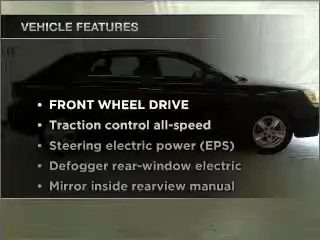 VEHICLE FEATURES
• FRONT WHEEL DRIVE
• Traction control all-speed
• Steering electric power (EPS)
• Defogger rear-window electric
• Mirror inside rearview manual